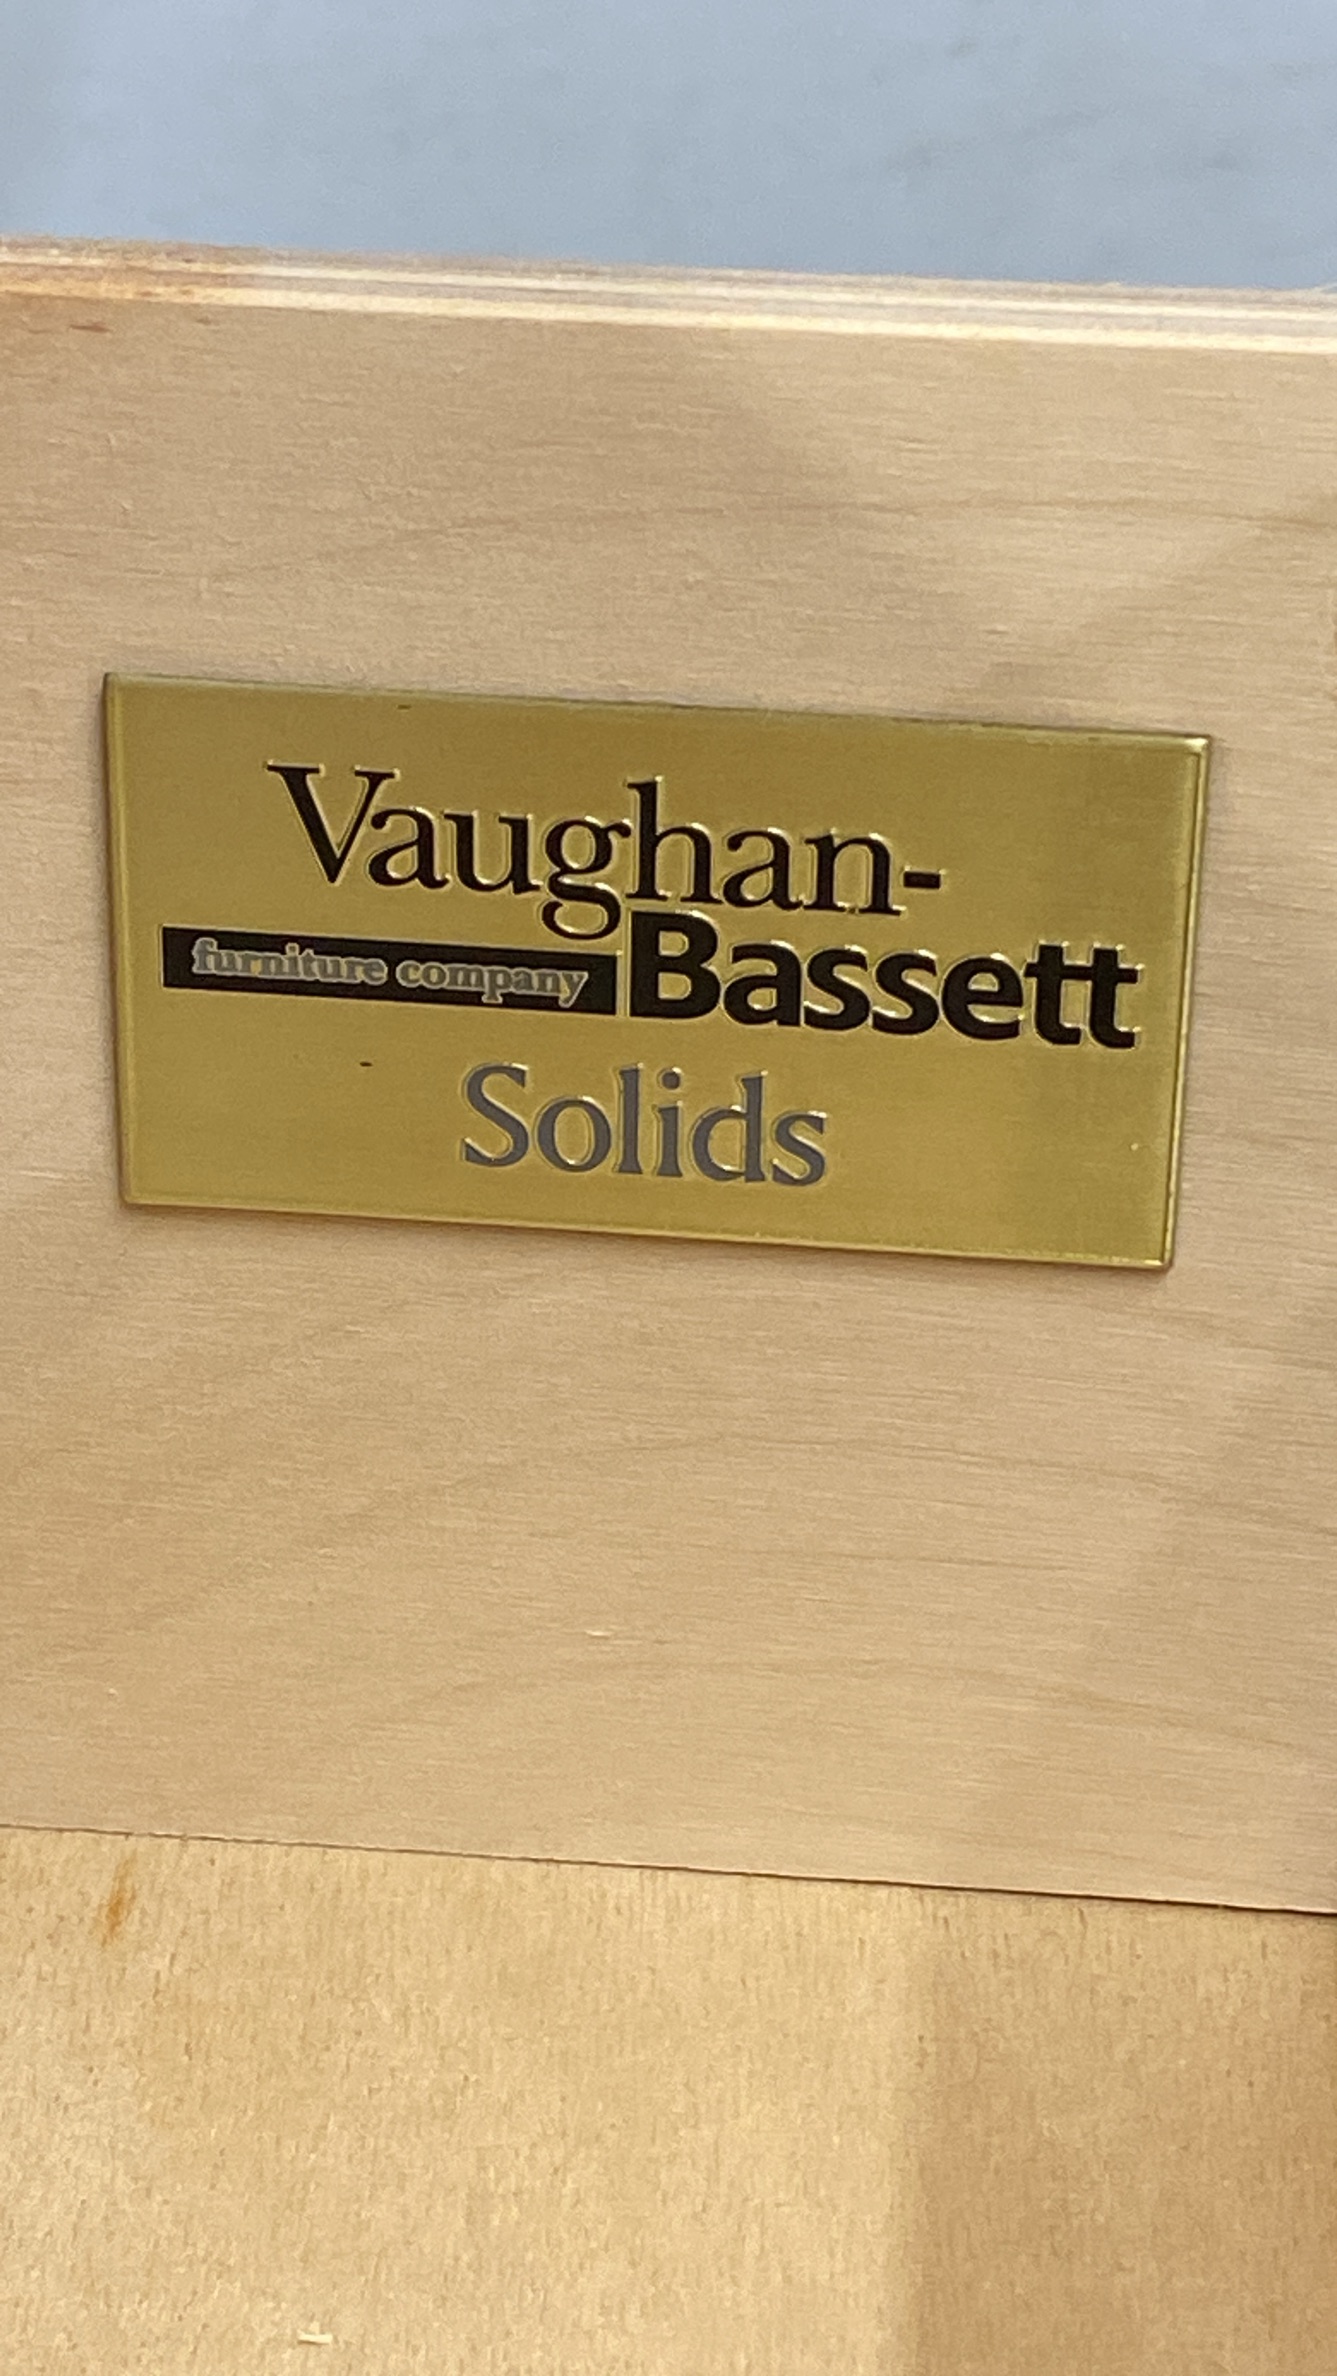 Vaughan-
furniture company Bassett
Solids